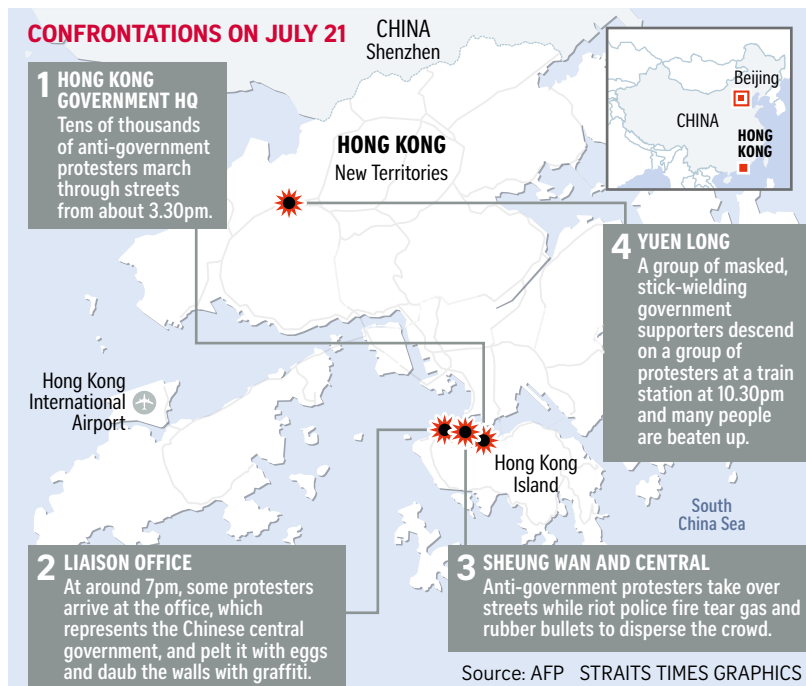 CONFRONTATIONS ON JULY 21
CHINA
Shenzhen
1 HONG KONG
GOVERNMENT HQ
Tens of thousands
of anti-government
protesters march
through streets
from about 3.30pm.
HONG KONG
New Territories
Beijing
CHINA
HONG
KONG
4 YUEN LONG
A group of masked,
stick-wielding
government
supporters descend
on a group of
protesters at a train
station at 10.30pm
and many people
are beaten up.
Hong Kong
International
Airport
Hong Kong
Island
South
China Sea
2 LIAISON OFFICE
At around 7pm, some protesters
arrive at the office, which
represents the Chinese central
government, and pelt it with eggs
and daub the walls with graffiti.
3 SHEUNG WAN AND CENTRAL
Anti-government protesters take over
streets while riot police fire tear gas and
rubber bullets to disperse the crowd.
Source: AFP STRAITS TIMES GRAPHICS